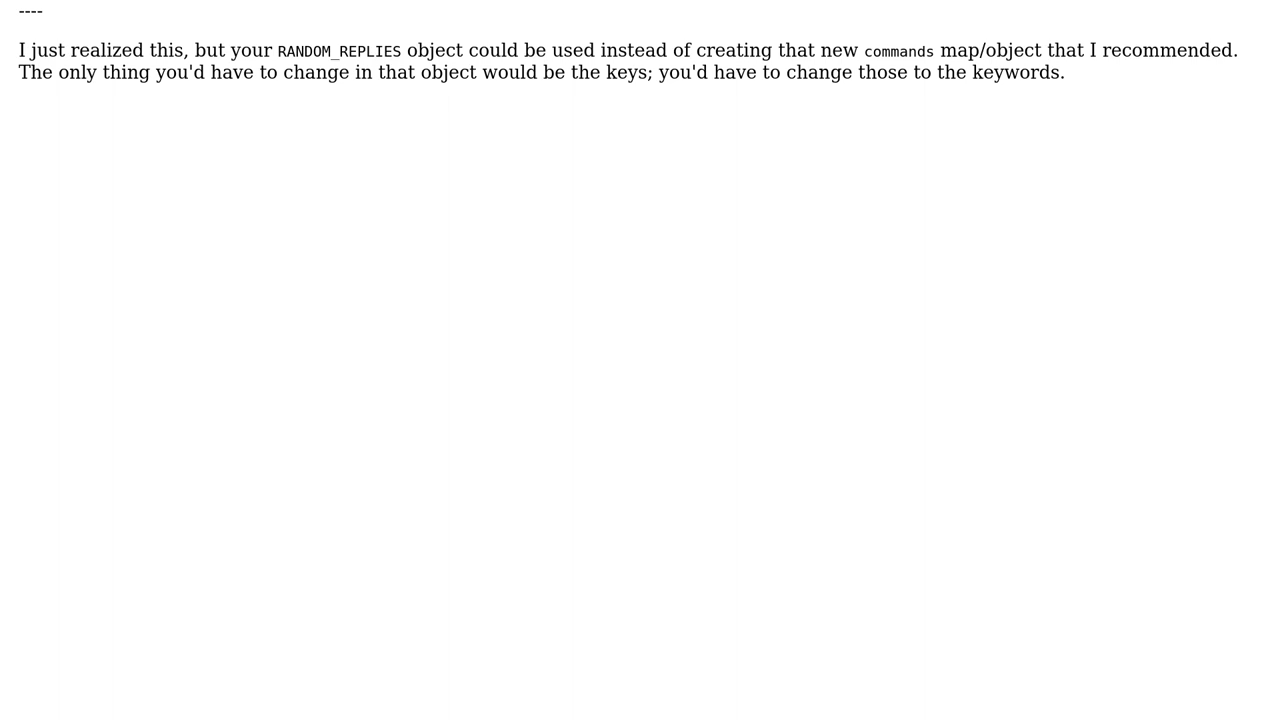 ----
I just realized this, but your RANDOM_REPLIES object could be used instead of creating that new commands map/object that I recommended.
The only thing you'd have to change in that object would be the keys; you'd have to change those to the keywords.